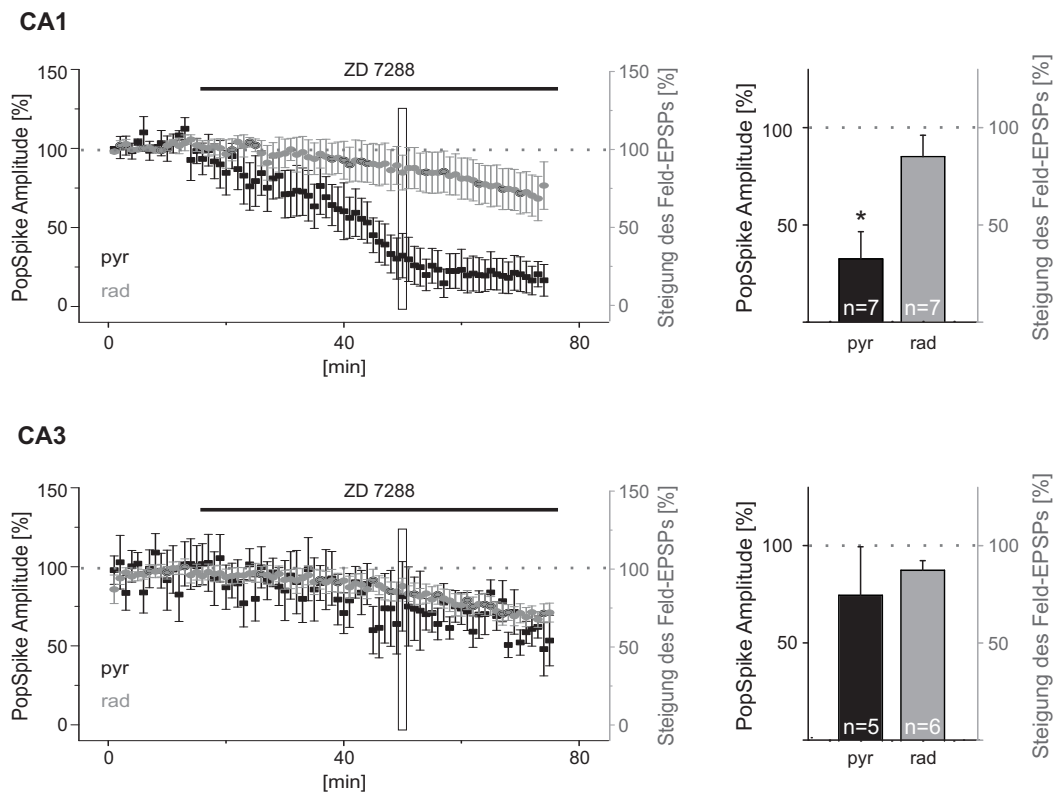 CA1
ZD 7288
150
100
50
0
PopSpike Amplitude [%]
pyr
rad
0
40
80
[min]
150
100
50
0
Steigung des Feld-EPSPs [%]
PopSpike Amplitude [%]
100
50
*
n=7
n=7
pyr
rad
100
50
Steigung des Feld-EPSPs [%]
CA3
ZD 7288
150
100
50
0
PopSpike Amplitude [%]
pyr
rad
0
40
80
[min]
150
100
50
0
Steigung des Feld-EPSPs [%]
PopSpike Amplitude [%]
100
50
n=5
n=6
pyr
rad
100
50
Steigung des Feld-EPSPs [%]